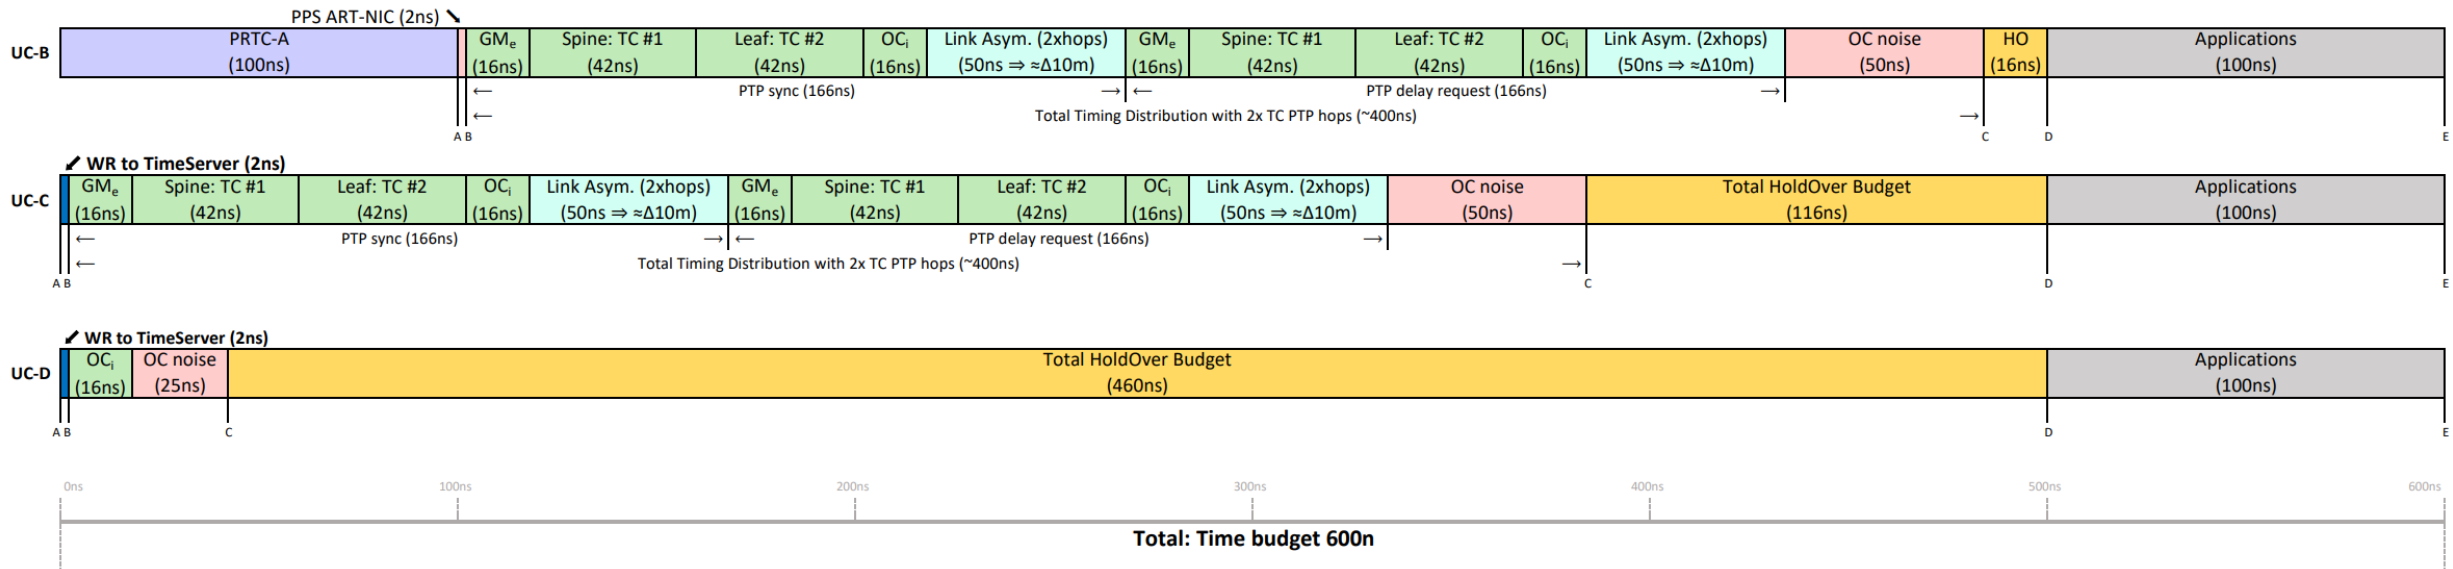 PPS ART-NIC (2ns) ⬊
UC-B
PRTC-A
(100ns)
GMe
(16ns)
Spine: TC #1
(42ns)
Leaf: TC #2
(42ns)
OCi
(16ns)
Link Asym. (2xhops)
(50ns ⇒ ≈Δ10m)
GMe
(16ns)
Spine: TC #1
(42ns)
Leaf: TC #2
(42ns)
OCi
(16ns)
Link Asym. (2xhops)
(50ns ⇒ ≈Δ10m)
OC noise
(50ns)
HO
(16ns)
Applications
(100ns)
← PTP sync (166ns) →
← PTP delay request (166ns) →
← Total Timing Distribution with 2x TC PTP hops (~400ns) →
A B C D E
⬋ WR to TimeServer (2ns)
UC-C
GMe
(16ns)
Spine: TC #1
(42ns)
Leaf: TC #2
(42ns)
OCi
(16ns)
Link Asym. (2xhops)
(50ns ⇒ ≈Δ10m)
GMe
(16ns)
Spine: TC #1
(42ns)
Leaf: TC #2
(42ns)
OCi
(16ns)
Link Asym. (2xhops)
(50ns ⇒ ≈Δ10m)
OC noise
(50ns)
Total HoldOver Budget
(116ns)
Applications
(100ns)
← PTP sync (166ns) →
← PTP delay request (166ns) →
← Total Timing Distribution with 2x TC PTP hops (~400ns) →
A B C D E
⬋ WR to TimeServer (2ns)
UC-D
OCi
(16ns)
OC noise
(25ns)
Total HoldOver Budget
(460ns)
Applications
(100ns)
A B C D E
0ns 100ns 200ns 300ns 400ns 500ns 600ns
Total: Time budget 600n